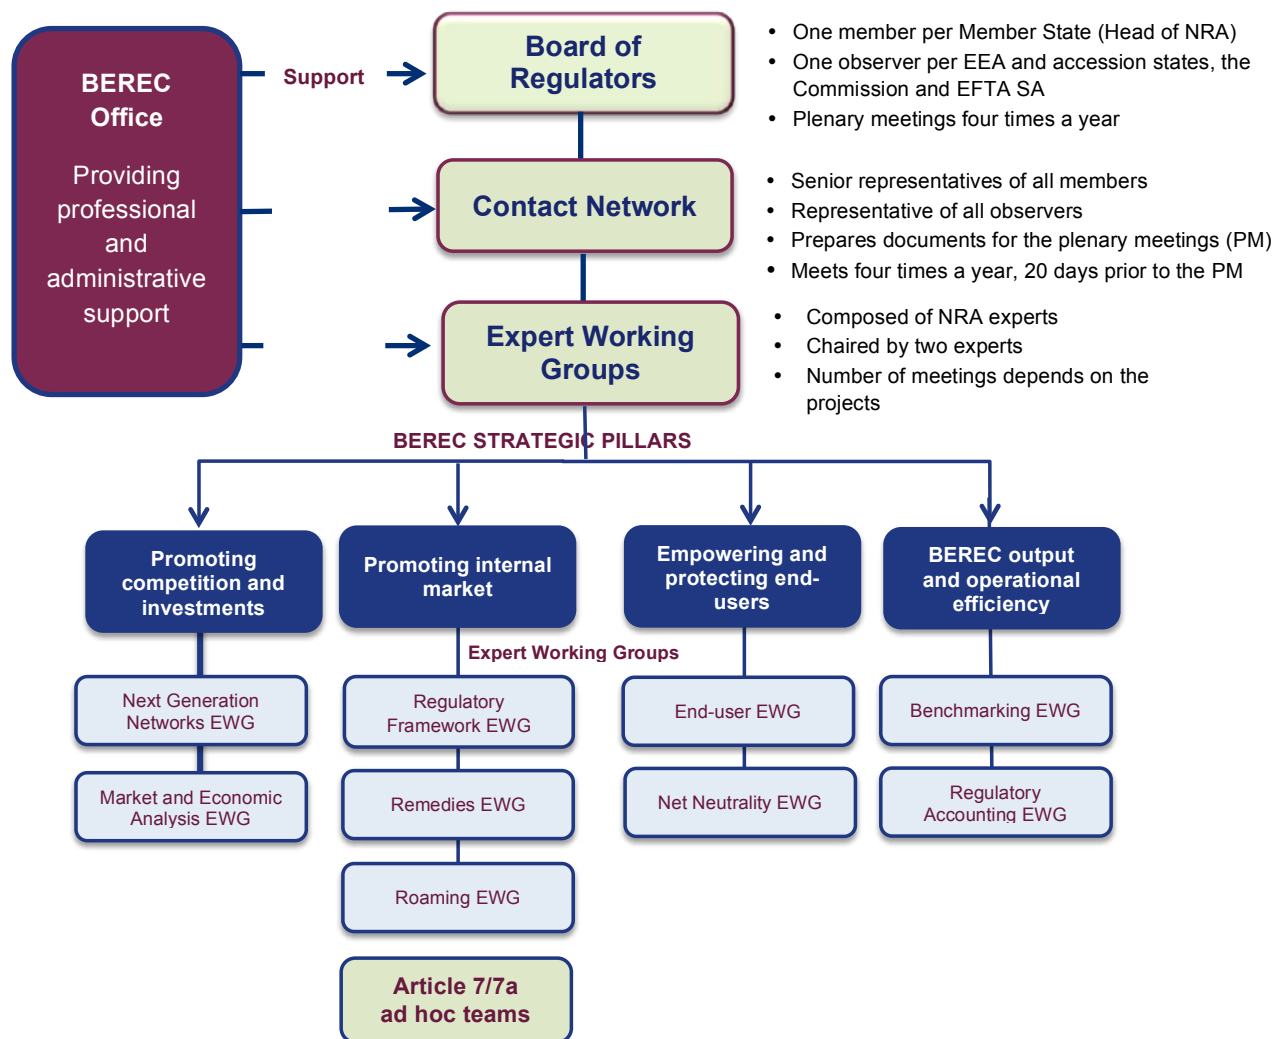 BEREC
Office
Providing
professional
and
administrative
support
Support
Board of
Regulators
• One member per Member State (Head of NRA)
• One observer per EEA and accession states, the
Commission and EFTA SA
• Plenary meetings four times a year
Contact Network
• Senior representatives of all members
• Representative of all observers
• Prepares documents for the plenary meetings (PM)
• Meets four times a year, 20 days prior to the PM
Expert Working
Groups
• Composed of NRA experts
• Chaired by two experts
• Number of meetings depends on the
projects
BEREC STRATEGIC PILLARS
Promoting
competition and
investments
Promoting internal
market
Empowering and
protecting end-
users
BEREC output
and operational
efficiency
Expert Working Groups
Next Generation
Networks EWG
Market and Economic
Analysis EWG
Regulatory
Framework EWG
Remedies EWG
Roaming EWG
Article 7/7a
ad hoc teams
End-user EWG
Net Neutrality EWG
Benchmarking EWG
Regulatory
Accounting EWG